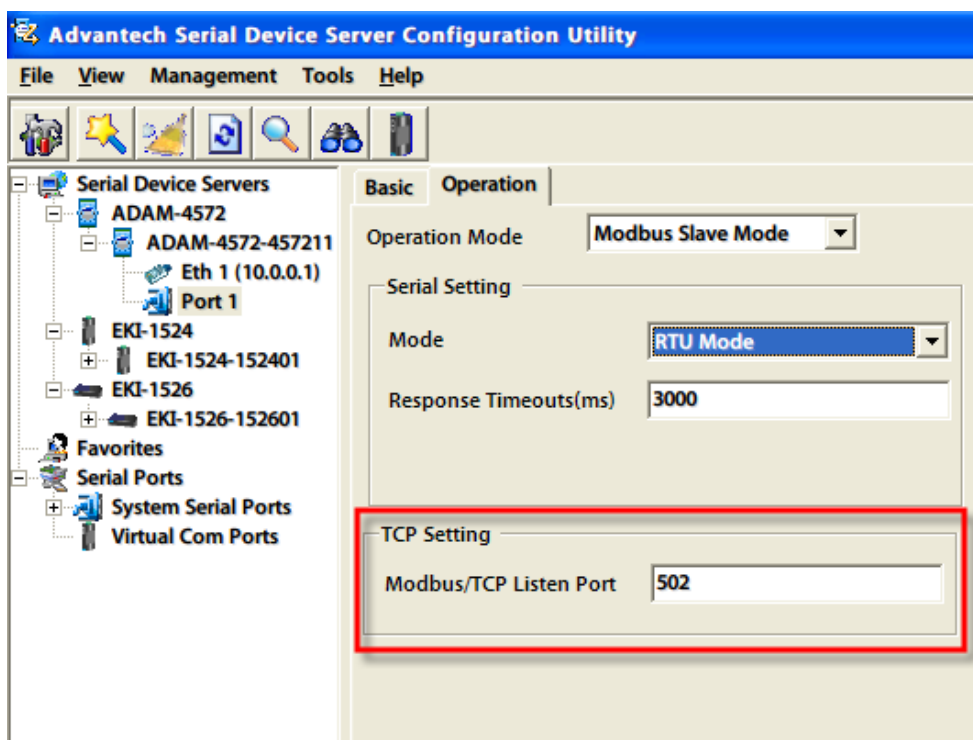 Advantech Serial Device Server Configuration Utility
File View Management Tools Help
Serial Device Servers
ADAM-4572
ADAM-4572-457211
Eth 1 (10.0.0.1)
Port 1
EKI-1524
EKI-1524-152401
EKI-1526
EKI-1526-152601
Favorites
Serial Ports
System Serial Ports
Virtual Com Ports
Basic Operation
Operation Mode Modbus Slave Mode
Serial Setting
Mode RTU Mode
Response Timeouts(ms) 3000
TCP Setting
Modbus/TCP Listen Port 502